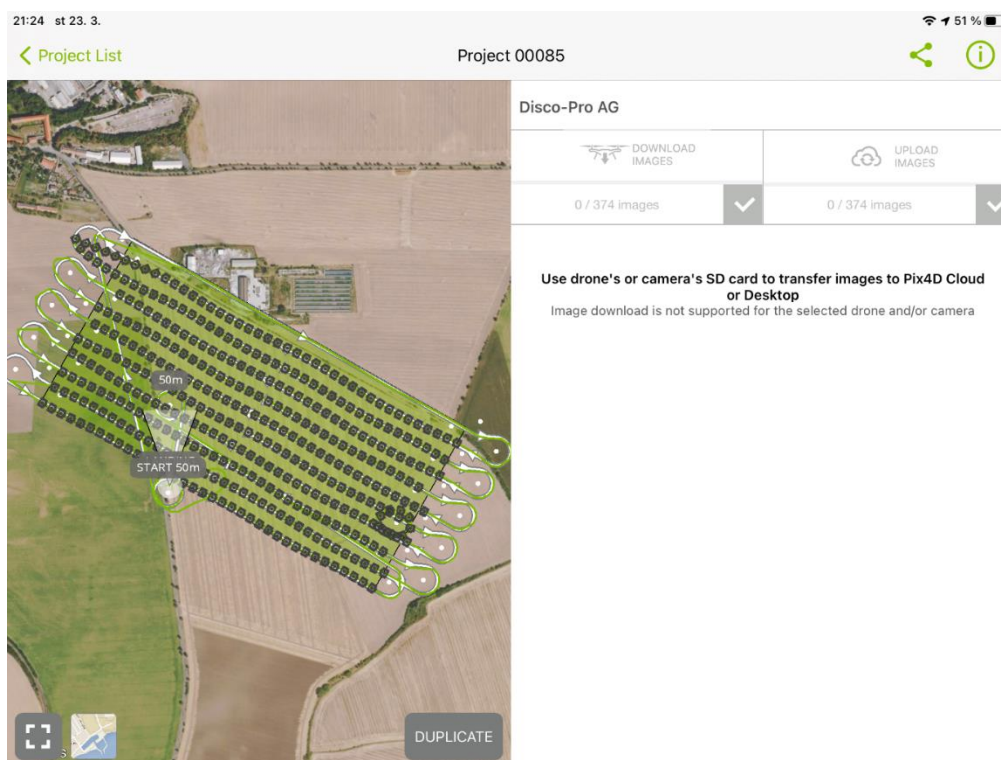 21:24 st 23. 3.
51 %
Project List
Project 00085
Disco-Pro AG
DOWNLOAD
IMAGES
UPLOAD
IMAGES
0 / 374 images
0 / 374 images
Use drone's or camera's SD card to transfer images to Pix4D Cloud
or Desktop
Image download is not supported for the selected drone and/or camera
50m
START 50m
DUPLICATE